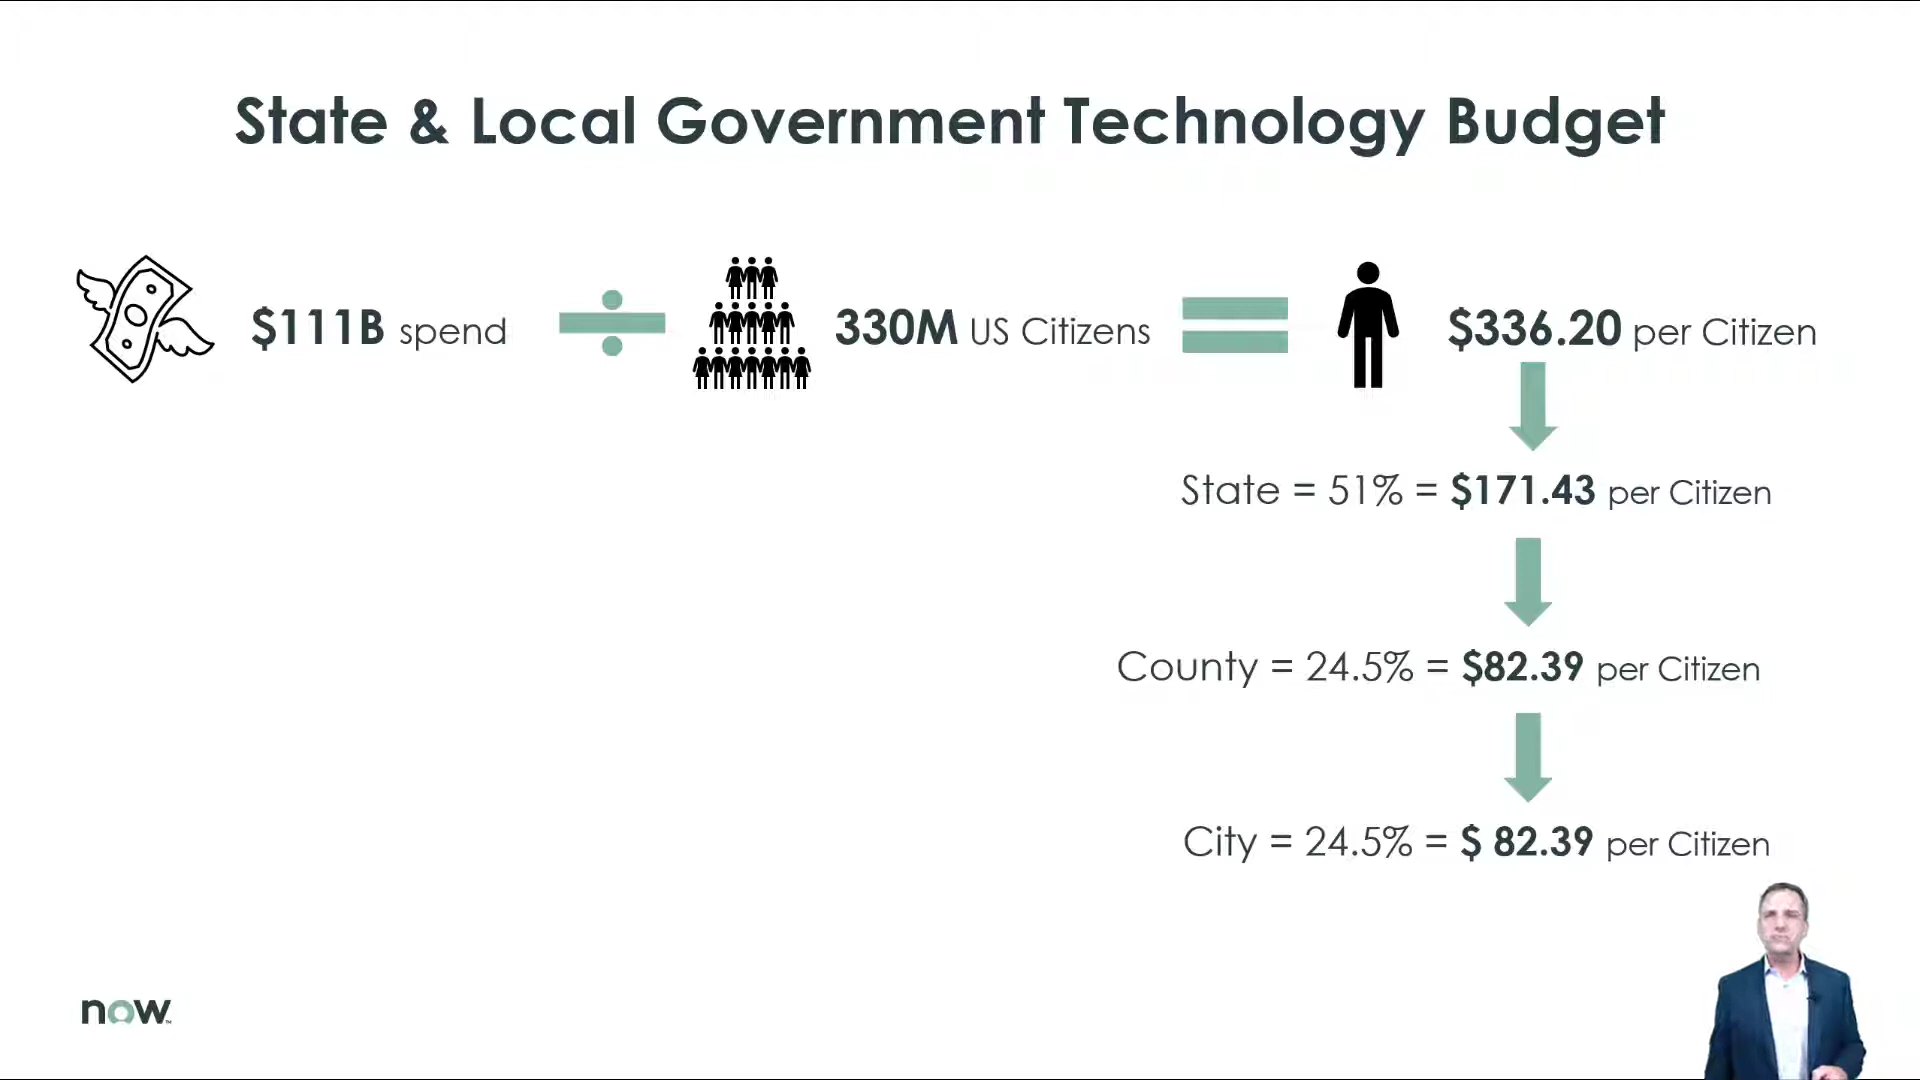 State & Local Government Technology Budget
$111B spend
330M US Citizens
$336.20 per Citizen
State = 51% = $171.43 per Citizen
County = 24.5% = $82.39 per Citizen
City = 24.5% = $ 82.39 per Citizen
now™